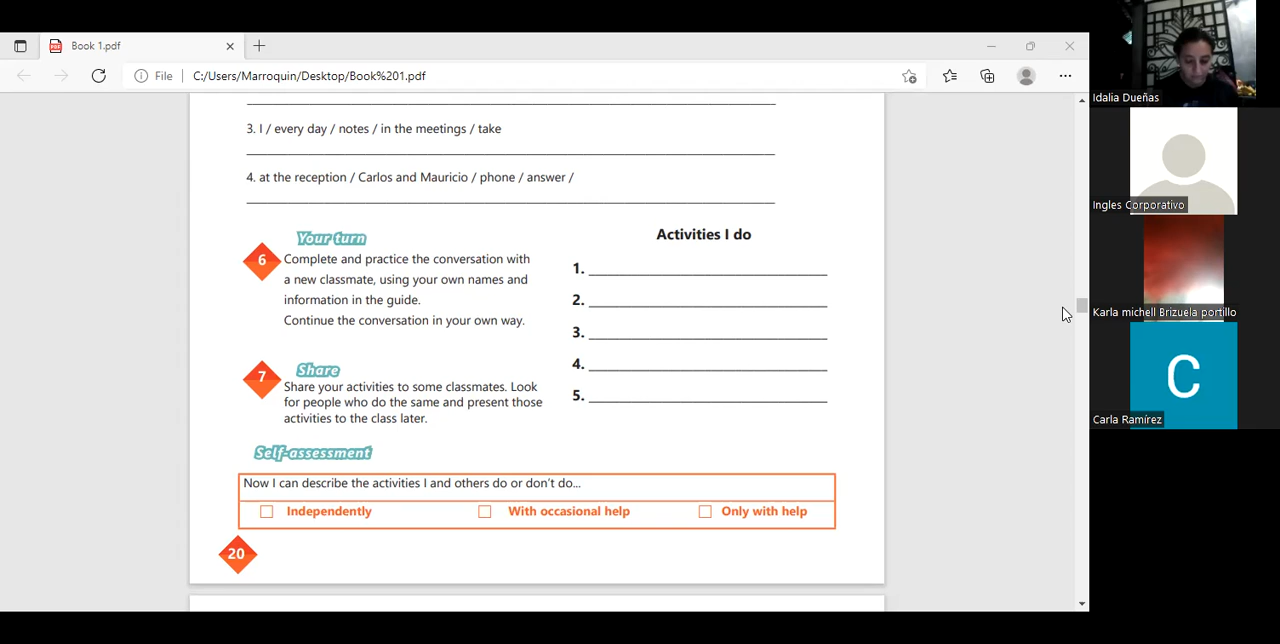 Book 1.pdf
File
C:/Users/Marroquin/Desktop/Book%201.pdf
3. I / every day / notes / in the meetings / take
4. at the reception / Carlos and Mauricio / phone / answer /
6
Your turn
Complete and practice the conversation with
a new classmate, using your own names and
information in the guide.
Continue the conversation in your own way.
Activities I do
1.
2.
3.
4.
5.
7
Share
Share your activities to some classmates. Look
for people who do the same and present those
activities to the class later.
Self-assessment
Now I can describe the activities I and others do or don't do...
Independently
With occasional help
Only with help
20
Idalia Dueñas
Ingles Corporativo
Karla michell Brizuela portillo
C
Carla Ramírez